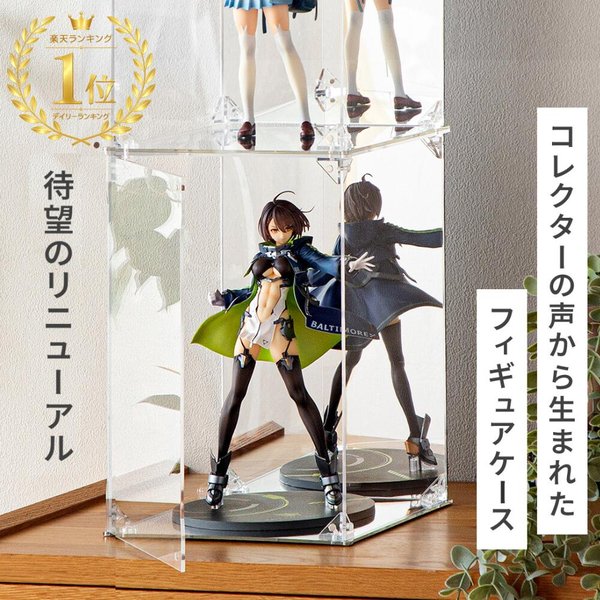 楽天ランキング
1位
デイリーランキング
待望のリニューアル
コレクターの声から生まれた
フィギュアケース
BALTIMORE